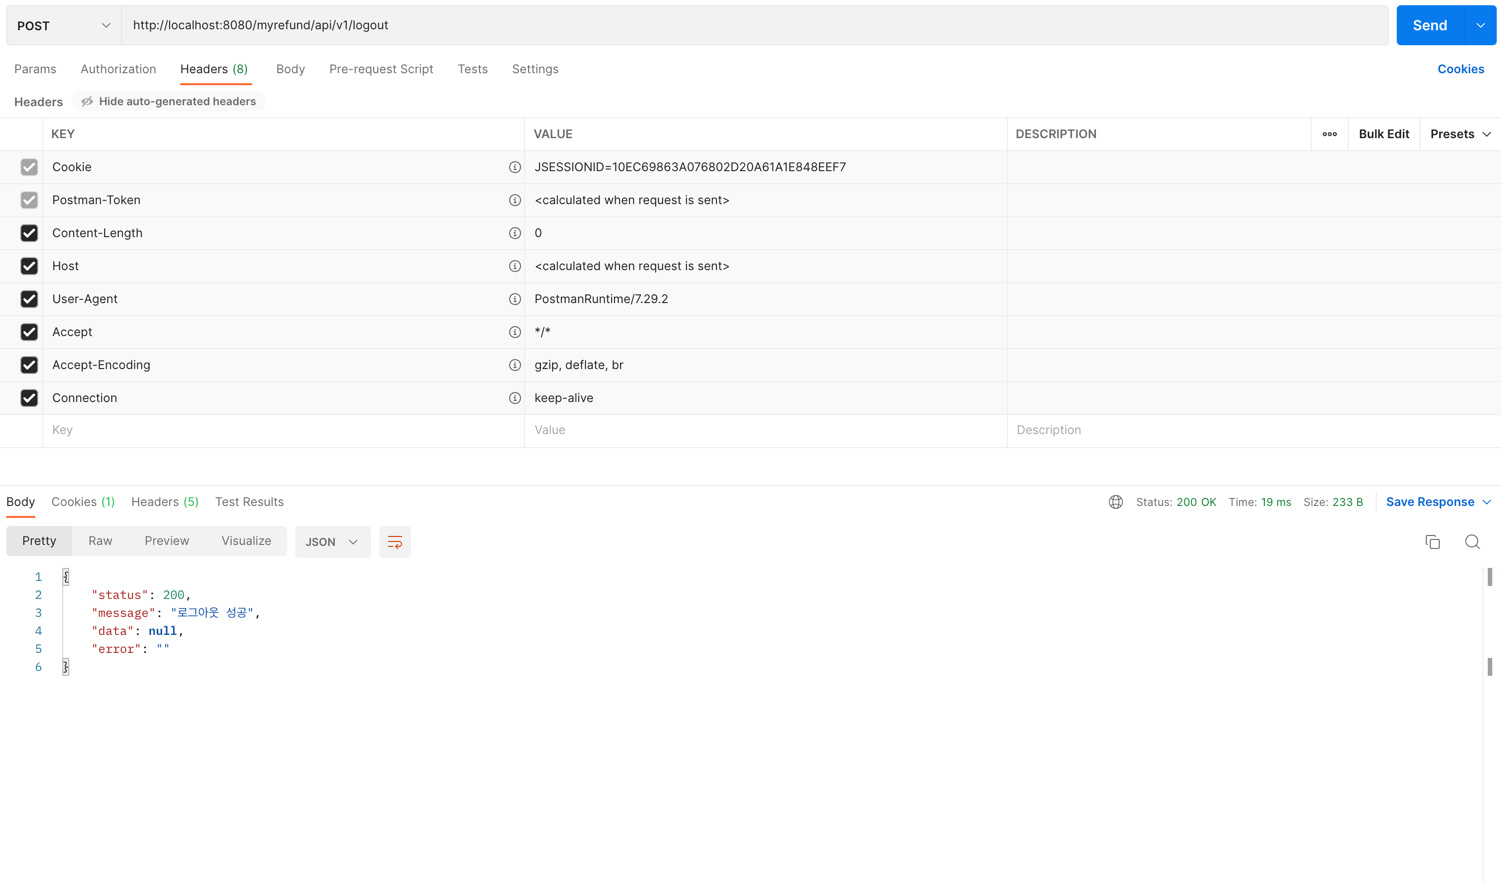 POST http://localhost:8080/myrefund/api/v1/logout Send
Params Authorization Headers (8) Body Pre-request Script Tests Settings Cookies
Headers Hide auto-generated headers
KEY VALUE DESCRIPTION ooo Bulk Edit Presets
Cookie JSESSIONID=10EC69863A076802D20A61A1E848EEF7
Postman-Token <calculated when request is sent>
Content-Length 0
Host <calculated when request is sent>
User-Agent PostmanRuntime/7.29.2
Accept */*
Accept-Encoding gzip, deflate, br
Connection keep-alive
Key Value Description
Body Cookies (1) Headers (5) Test Results Status: 200 OK Time: 19 ms Size: 233 B Save Response
Pretty Raw Preview Visualize JSON
1 {
2 "status": 200,
3 "message": "로그아웃 성공",
4 "data": null,
5 "error": ""
6 }